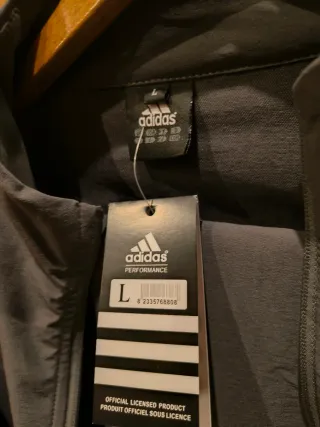 L
adidas
adidas
PERFORMANCE
L
OFFICIAL LICENSED PRODUCT
PRODUIT OFFICIEL SOUS LICENCE